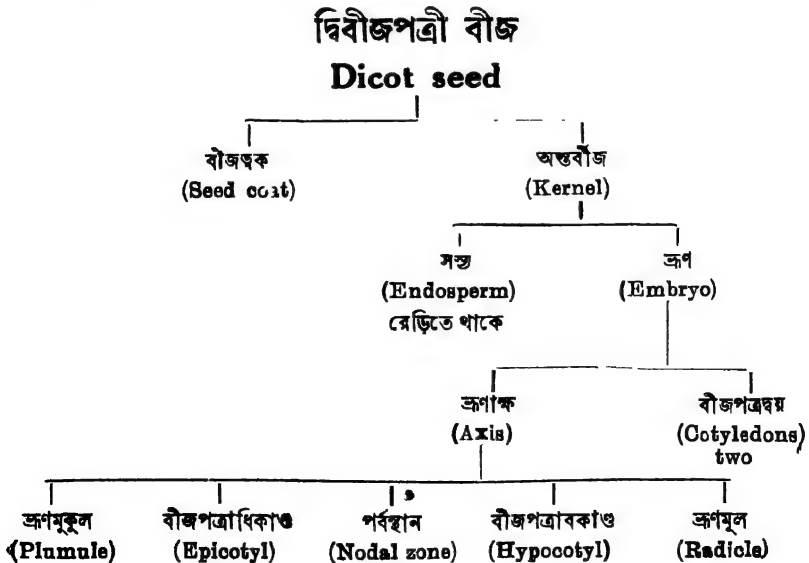 দ্বিবীজপত্রী বীজ
Dicot seed
বীজত্বক অন্তর্বীজ
(Seed coat) (Kernel)
সস্য ভ্রূণ
(Endosperm) (Embryo)
রেড়িতে থাকে
ভ্রূণাক্ষ বীজপত্রদ্বয়
(Axis) (Cotyledons)
two
ভ্রূণমুকুল বীজপত্রাধিকাণ্ড পর্বস্থান বীজপত্রাবকাণ্ড ভ্রূণমূল
(Plumule) (Epicotyl) (Nodal zone) (Hypocotyl) (Radicle)